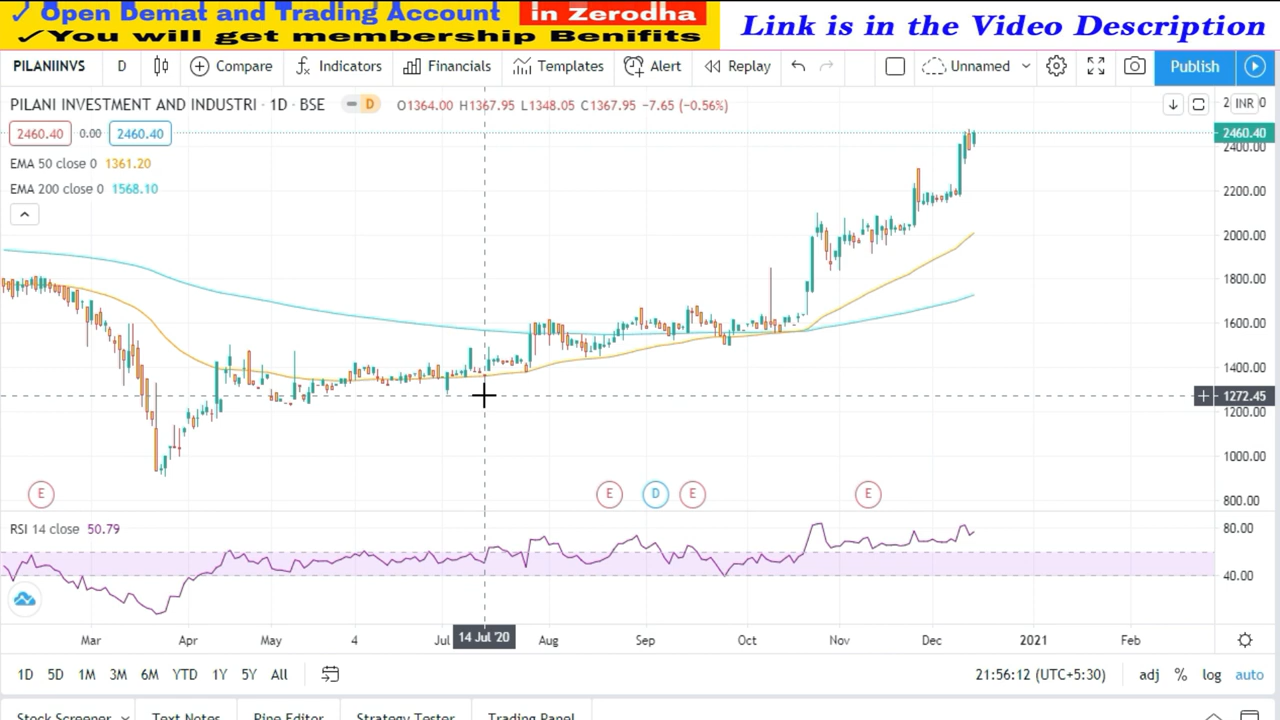 ✓ Open Demat and Trading Account in Zerodha
✓You will get membership Benifits
Link is in the Video Description
PILANIINVS D Compare Indicators Financials Templates Alert Replay Unnamed Publish
PILANI INVESTMENT AND INDUSTRI · 1D · BSE D O1364.00 H1367.95 L1348.05 C1367.95 −7.65 (−0.56%)
INR
2460.40 0.00 2460.40
EMA 50 close 0 1361.20
EMA 200 close 0 1568.10
2460.40
2400.00
2200.00
2000.00
1800.00
1600.00
1400.00
1272.45
1200.00
1000.00
800.00
E E D E E
RSI 14 close 50.79
80.00
40.00
Mar Apr May 4 Jul 14 Jul '20 Aug Sep Oct Nov Dec 2021 Feb
1D 5D 1M 3M 6M YTD 1Y 5Y All 21:56:12 (UTC+5:30) adj % log auto
Stock Screener Text Notes Pine Editor Strategy Tester Trading Panel